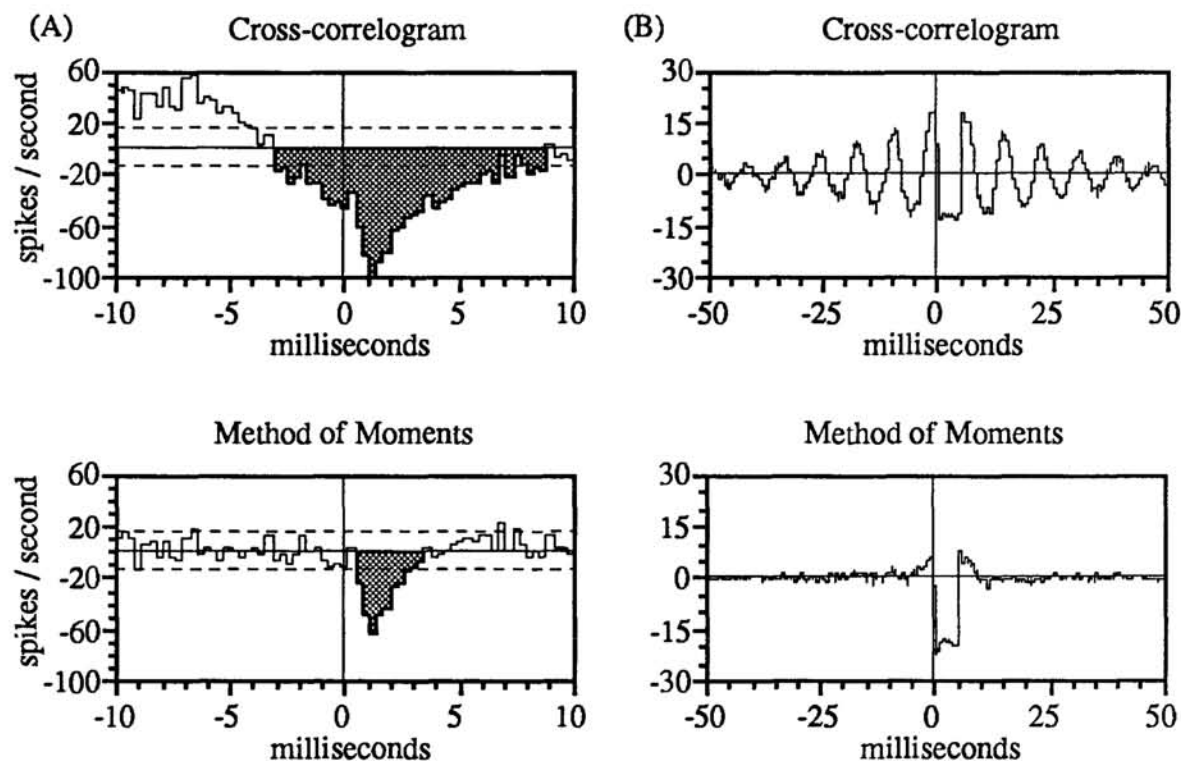 (A) Cross-correlogram
spikes / second
60
20
-20
-60
-100
-10 -5 0 5 10
milliseconds
(B) Cross-correlogram
30
15
0
-15
-30
-50 -25 0 25 50
milliseconds
Method of Moments
spikes / second
60
20
-20
-60
-100
-10 -5 0 5 10
milliseconds
Method of Moments
30
15
0
-15
-30
-50 -25 0 25 50
milliseconds